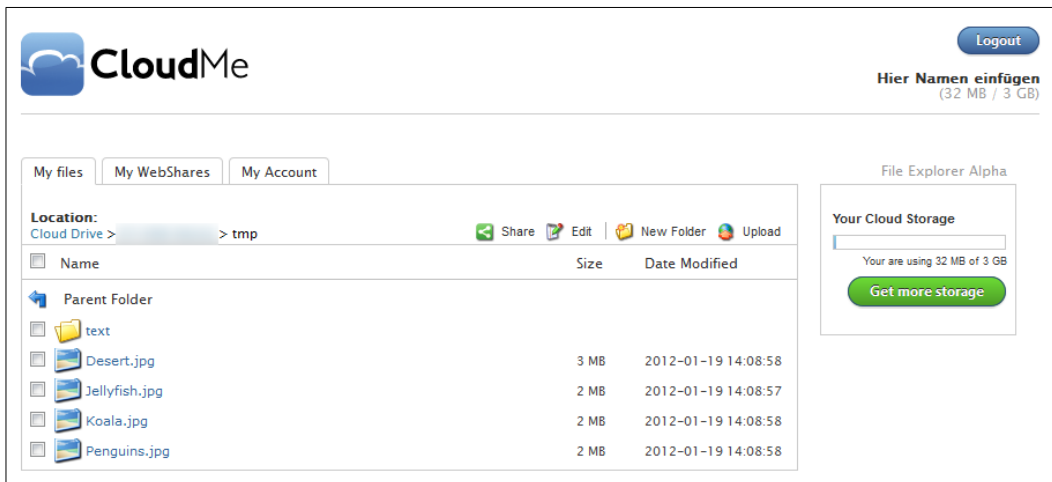 CloudMe
Logout
Hier Namen einfügen
(32 MB / 3 GB)
My files My WebShares My Account
File Explorer Alpha
Location:
Cloud Drive > > tmp
Share Edit New Folder Upload
Name Size Date Modified
Parent Folder
text
Desert.jpg 3 MB 2012-01-19 14:08:58
Jellyfish.jpg 2 MB 2012-01-19 14:08:57
Koala.jpg 2 MB 2012-01-19 14:08:58
Penguins.jpg 2 MB 2012-01-19 14:08:58
Your Cloud Storage
Your are using 32 MB of 3 GB
Get more storage